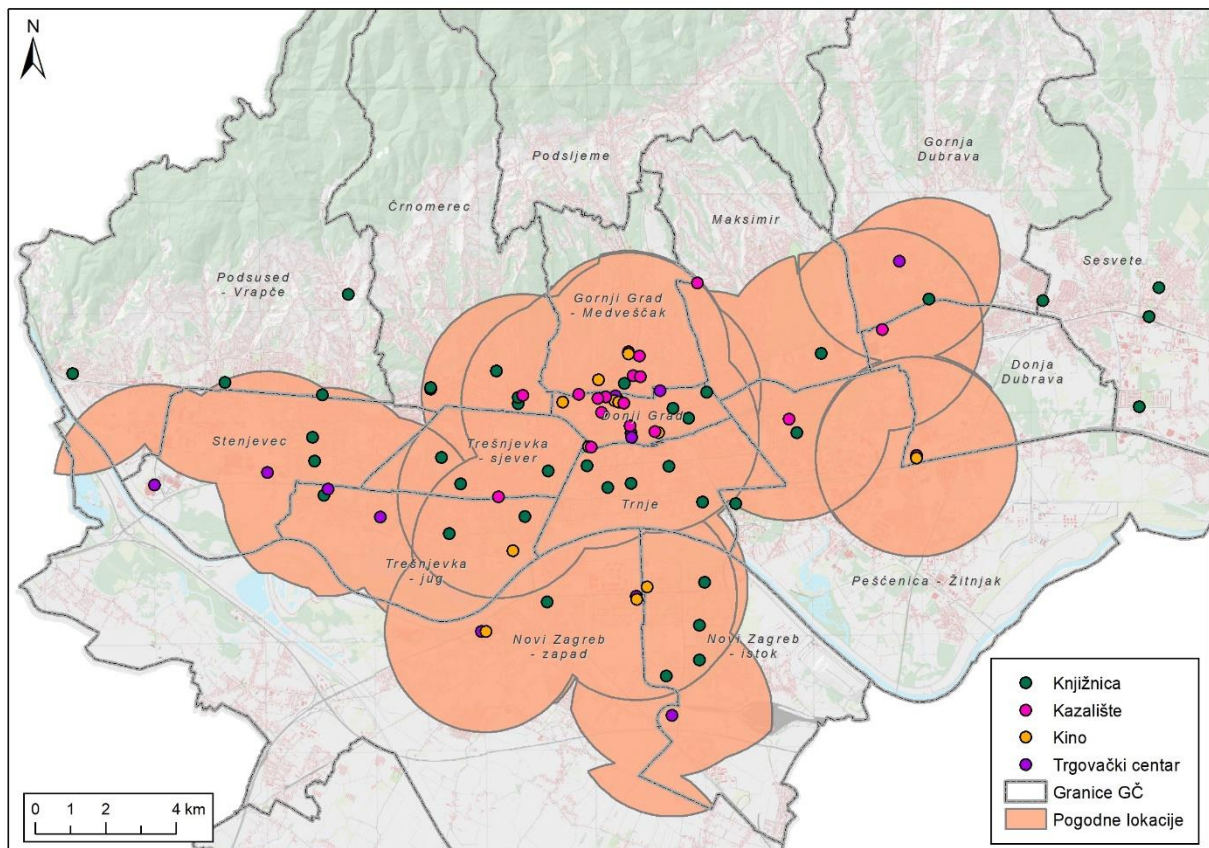 N
Podsljeme
Gornja
Dubrava
Črnomerec
Maksimir
Sesvete
Podsused
- Vrapče
Gornji Grad
- Medveščak
Donja
Dubrava
Donji Grad
Stenjevec
Trešnjevka
- sjever
Trnje
Trešnjevka
- jug
Peščenica - Žitnjak
Novi Zagreb
- zapad
Novi Zagreb
- istok
Knjižnica
Kazalište
Kino
Trgovački centar
Granice GČ
Pogodne lokacije
0 1 2 4 km